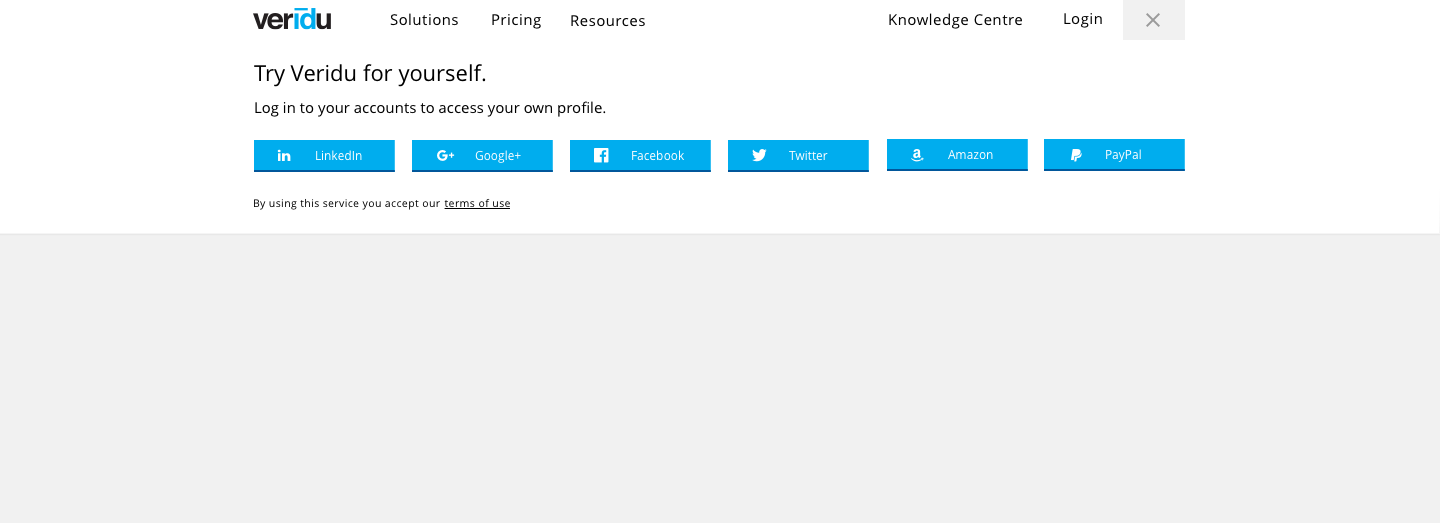 veridu Solutions Pricing Resources Knowledge Centre Login
Try Veridu for yourself.
Log in to your accounts to access your own profile.
LinkedIn Google+ Facebook Twitter Amazon PayPal
By using this service you accept our terms of use